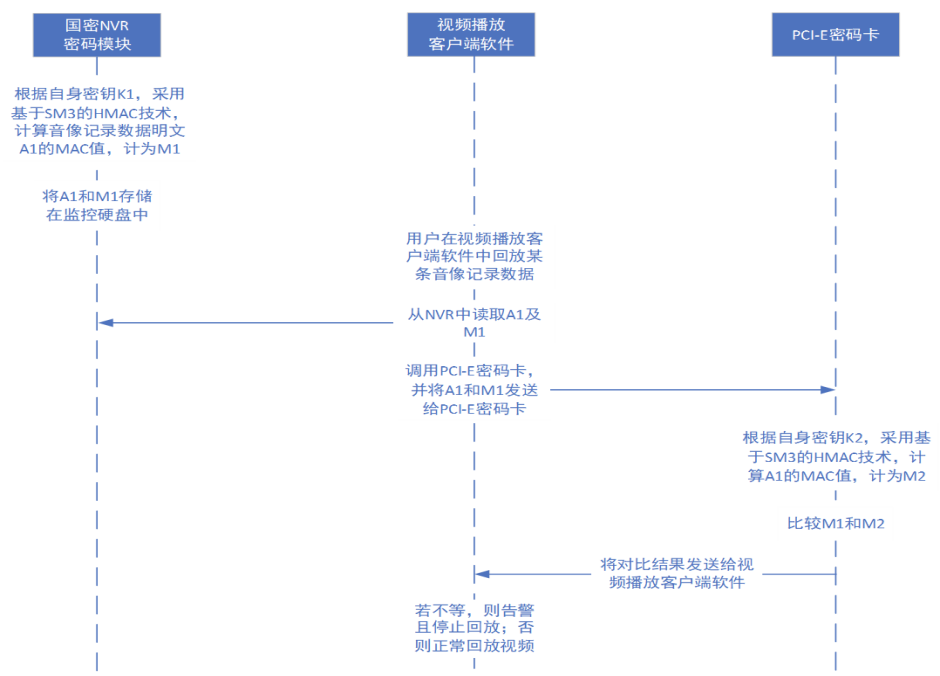 国密NVR
密码模块
视频播放
客户端软件
PCI-E密码卡
根据自身密钥K1，采用
基于SM3的HMAC技术，
计算音像记录数据明文
A1的MAC值，计为M1
将A1和M1存储
在监控硬盘中
用户在视频播放客
户端软件中回放某
条音像记录数据
从NVR中读取A1及
M1
调用PCI-E密码卡，
并将A1和M1发送
给PCI-E密码卡
根据自身密钥K2，采用基
于SM3的HMAC技术，计
算A1的MAC值，计为M2
比较M1和M2
将对比结果发送给视
频播放客户端软件
若不等，则告警
且停止回放；否
则正常回放视频